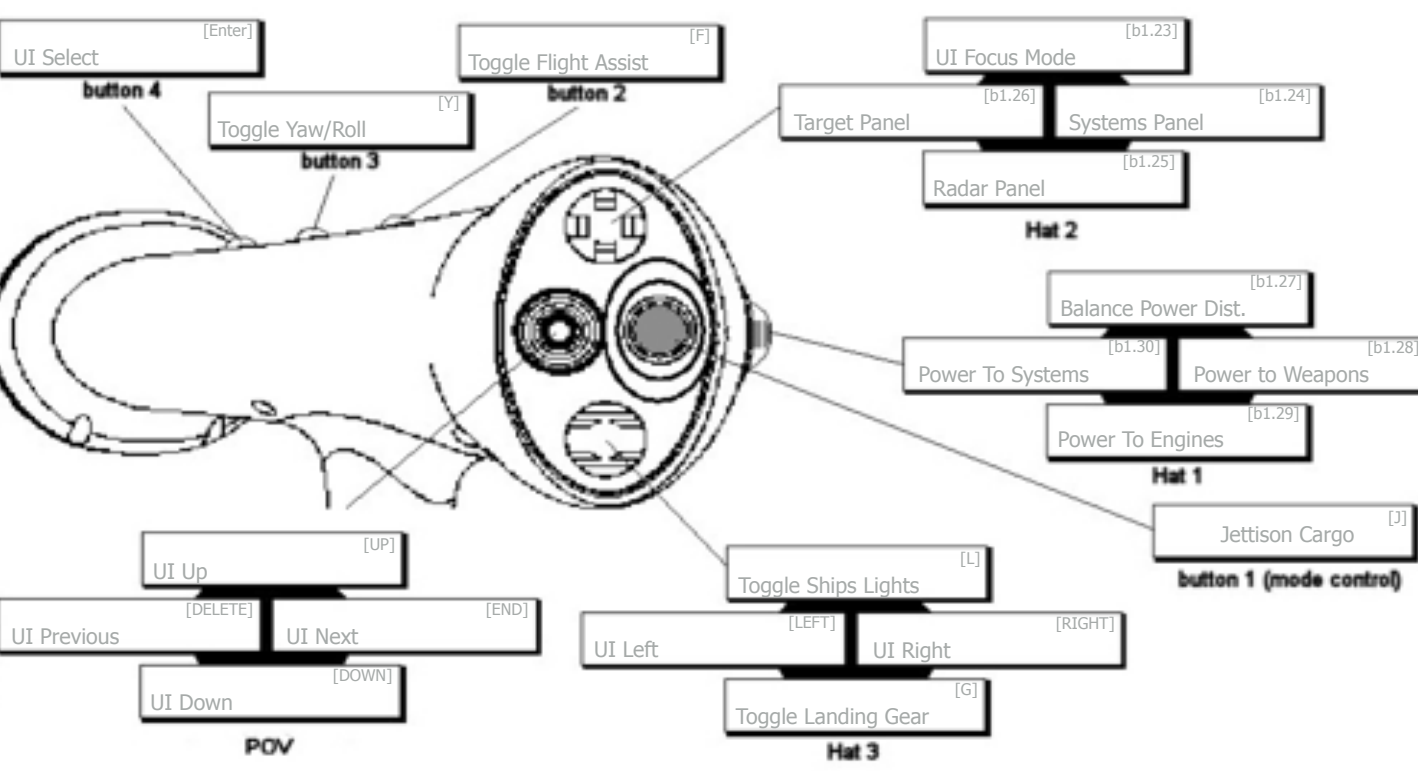 [Enter]
UI Select
button 4
[Y]
Toggle Yaw/Roll
button 3
[F]
Toggle Flight Assist
button 2
[b1.23]
UI Focus Mode
[b1.26]
Target Panel
[b1.24]
Systems Panel
[b1.25]
Radar Panel
Hat 2
[b1.27]
Balance Power Dist.
[b1.30]
Power To Systems
[b1.28]
Power to Weapons
[b1.29]
Power To Engines
Hat 1
[J]
Jettison Cargo
button 1 (mode control)
[UP]
UI Up
[DELETE]
UI Previous
[END]
UI Next
[DOWN]
UI Down
POV
[L]
Toggle Ships Lights
[LEFT]
UI Left
[RIGHT]
UI Right
[G]
Toggle Landing Gear
Hat 3